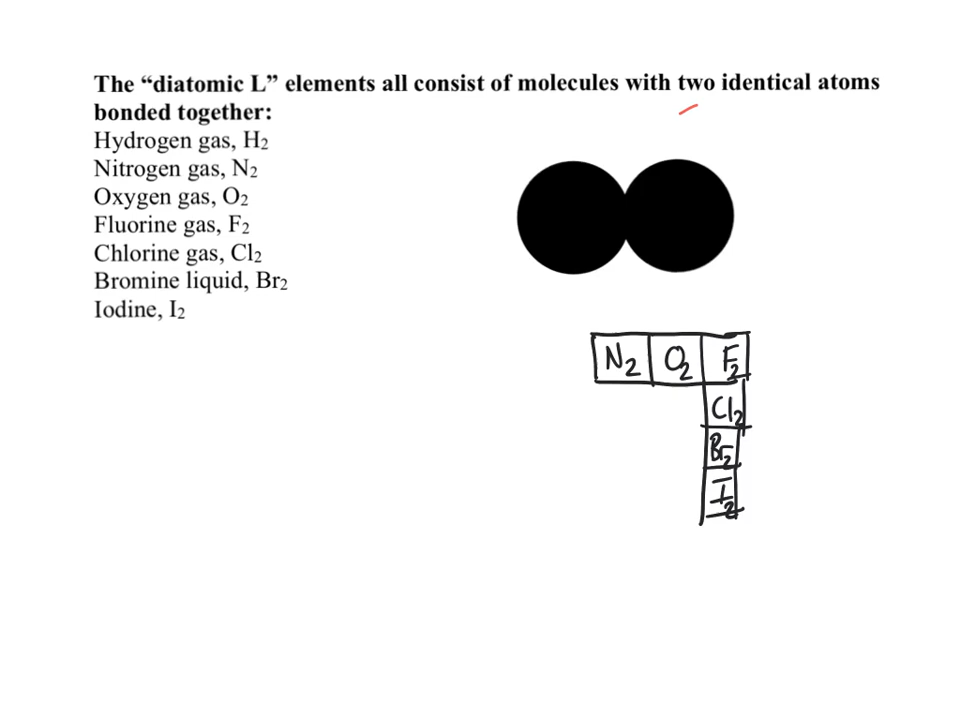 The “diatomic L” elements all consist of molecules with two identical atoms
bonded together:
Hydrogen gas, H₂
Nitrogen gas, N₂
Oxygen gas, O₂
Fluorine gas, F₂
Chlorine gas, Cl₂
Bromine liquid, Br₂
Iodine, I₂
N₂ O₂ F₂
Cl₂
Br₂
I₂